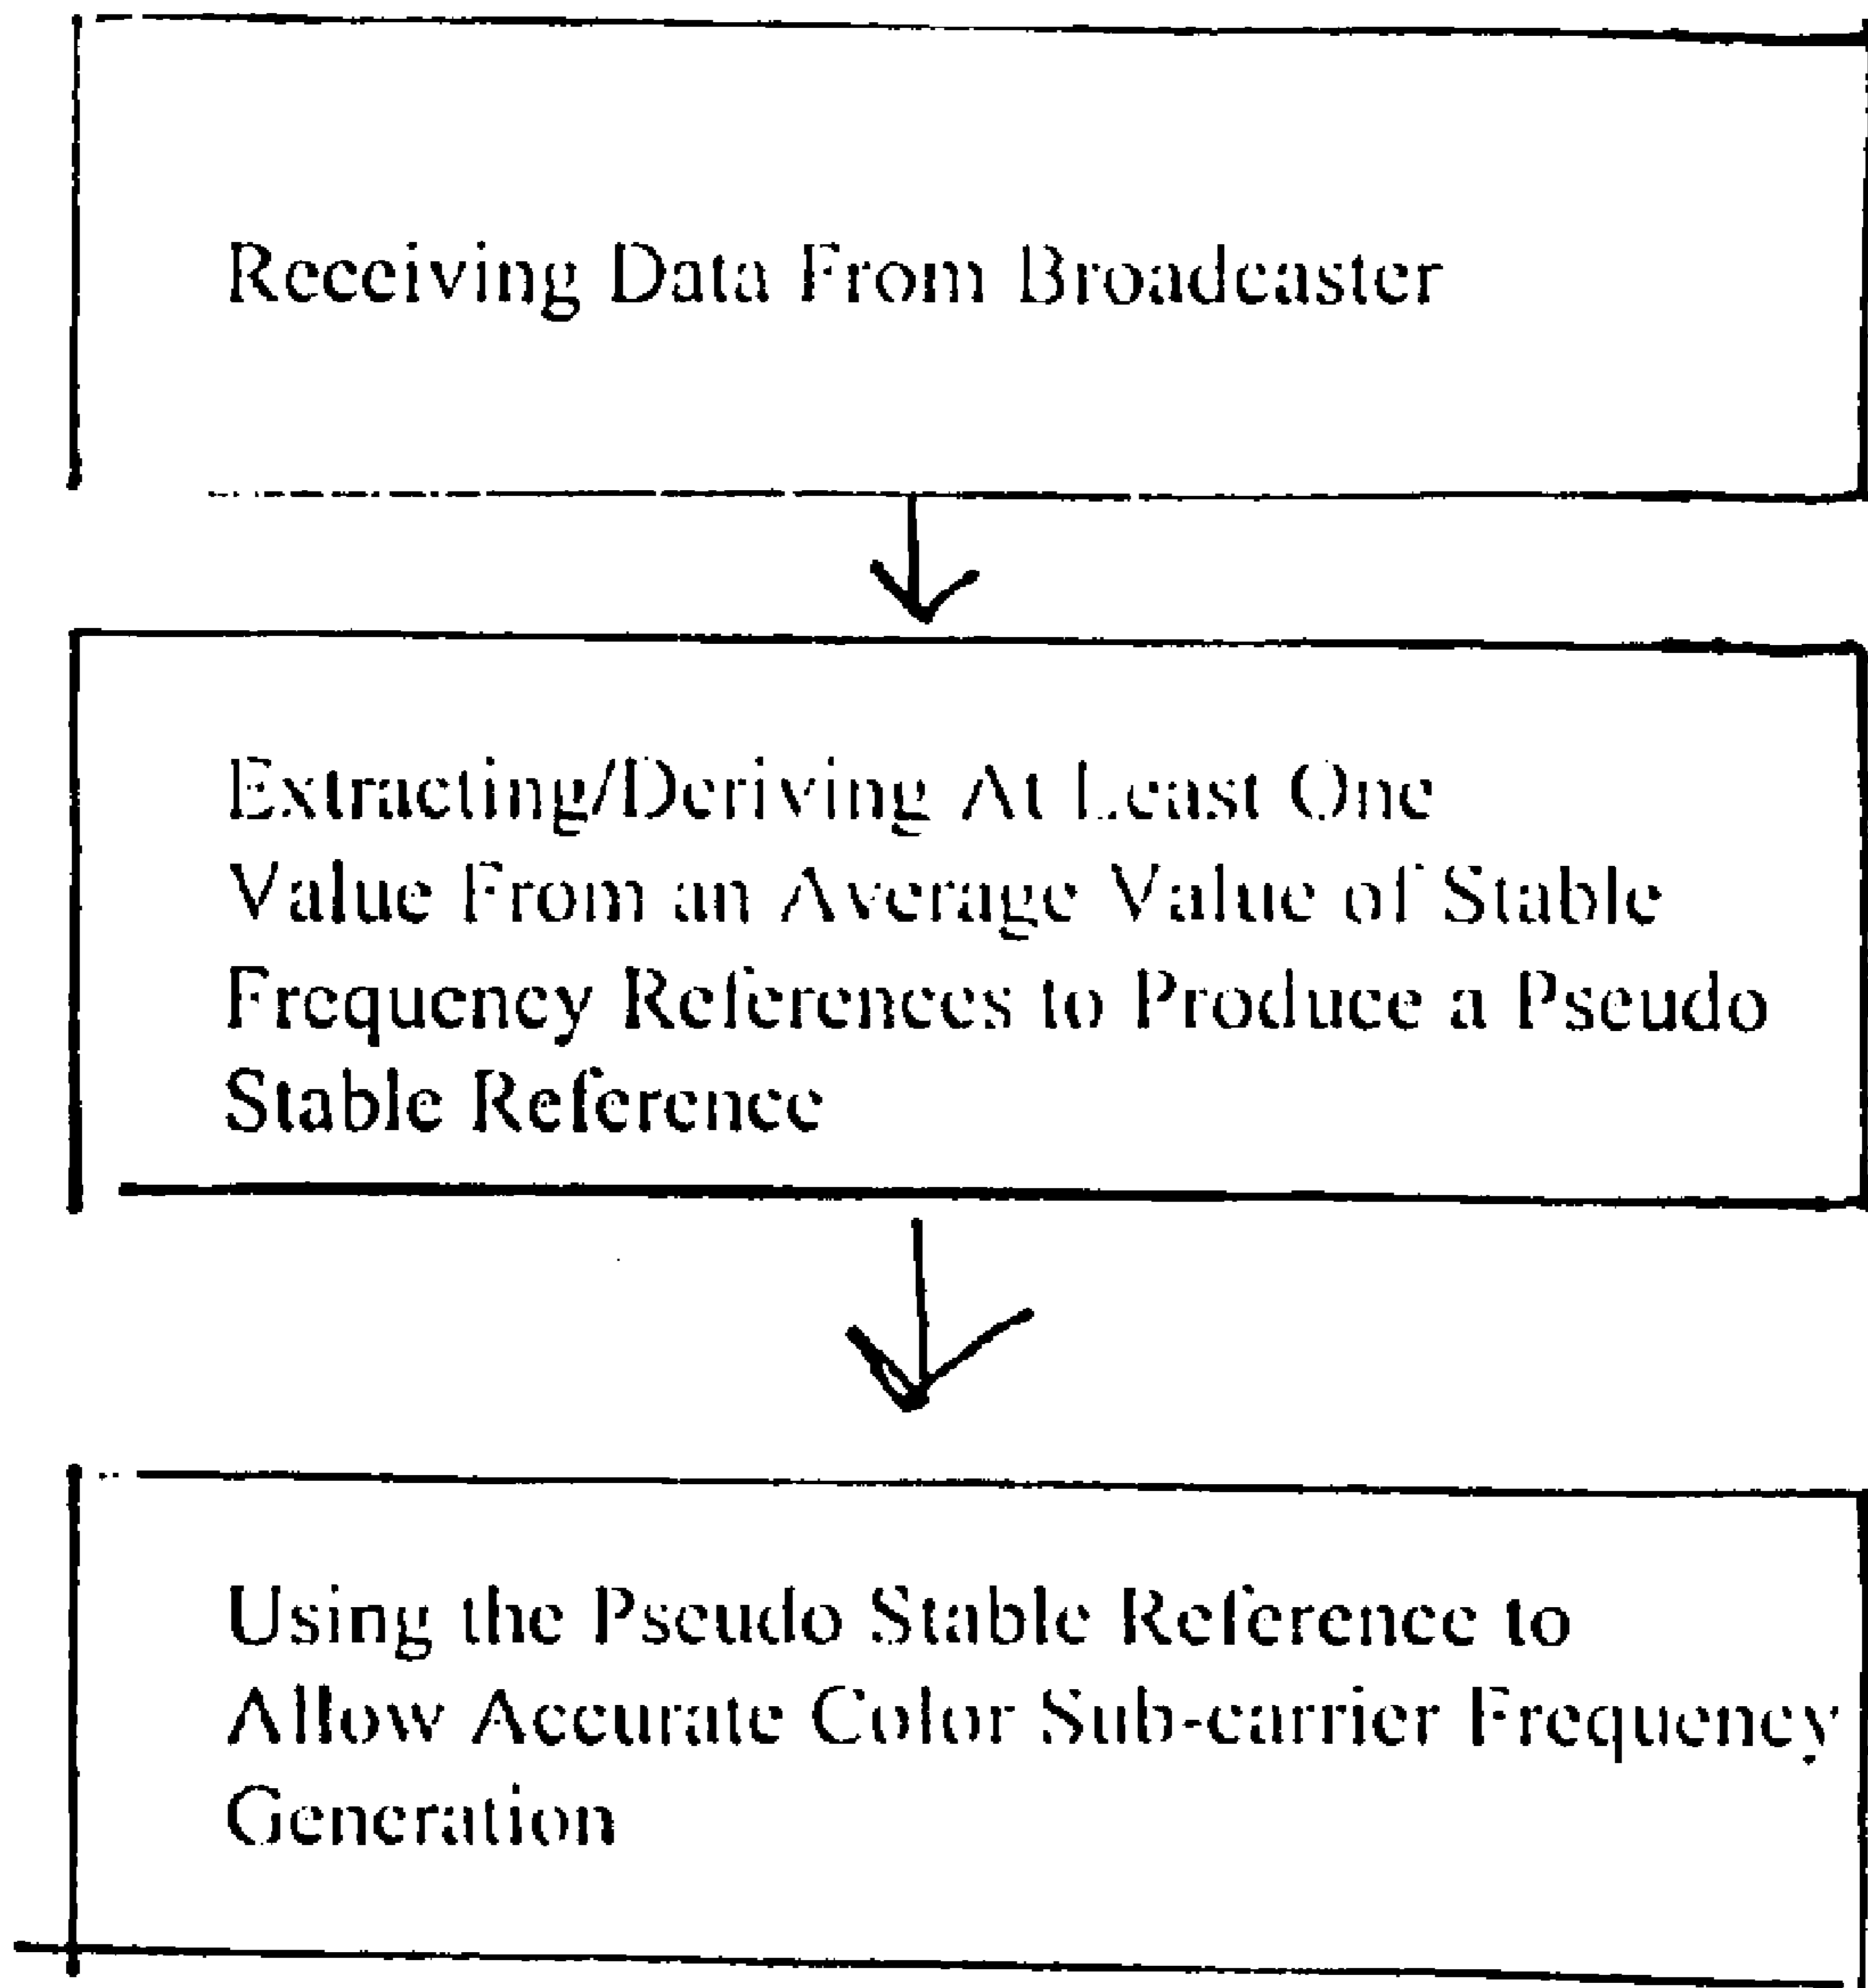 Receiving Data From Broadcaster
Extracting/Deriving At Least One
Value From an Average Value of Stable
Frequency References to Produce a Pseudo
Stable Reference
Using the Pseudo Stable Reference to
Allow Accurate Color Sub-carrier Frequency
Generation